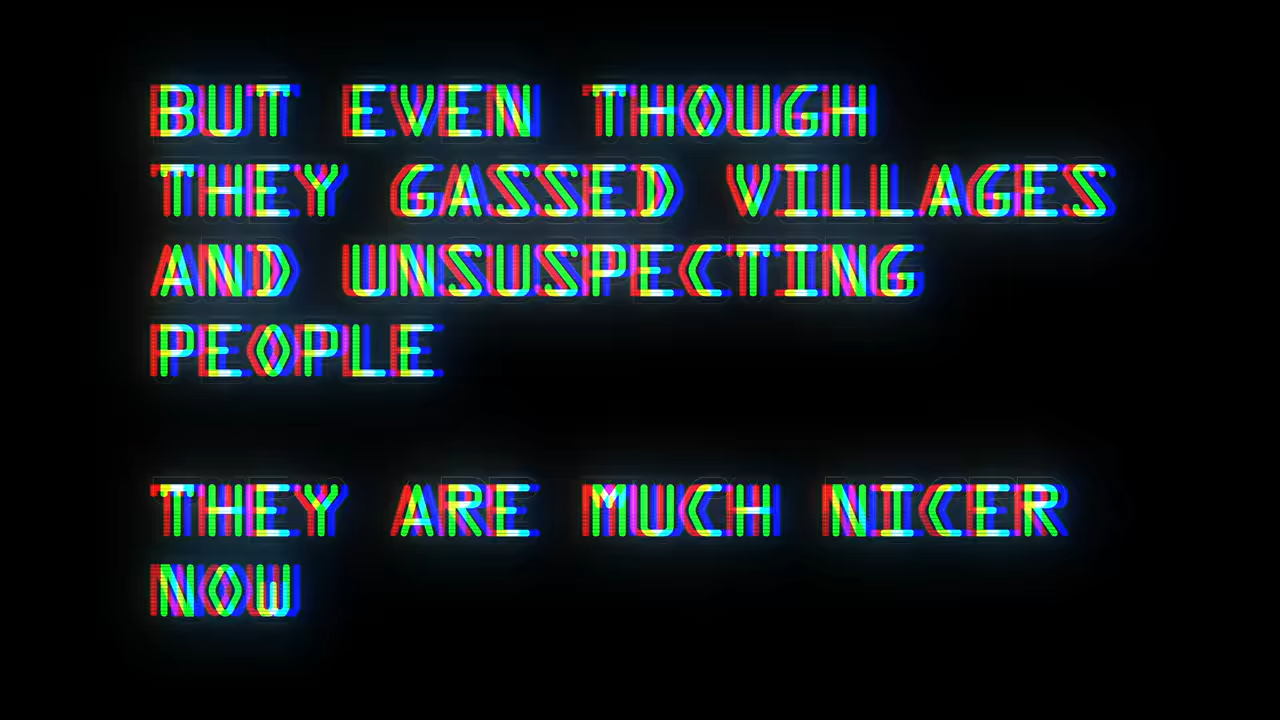 BUT EVEN THOUGH
THEY GASSED VILLAGES
AND UNSUSPECTING
PEOPLE
THEY ARE MUCH NICER
NOW